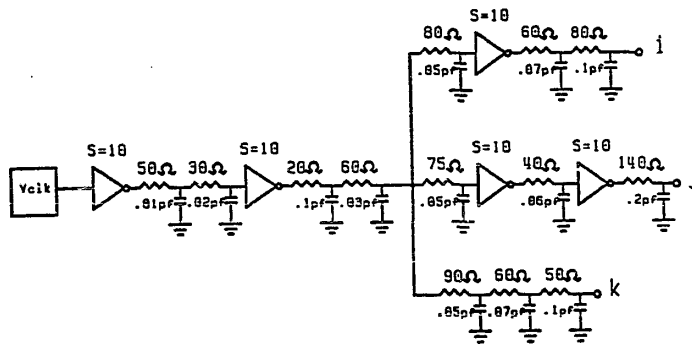 S=10
80Ω 60Ω 80Ω i
.05pf .07pf .1pf
S=10 S=10 S=10 S=10
50Ω 30Ω 20Ω 60Ω 75Ω 40Ω 140Ω
Vclk
.01pf .02pf .1pf .03pf .05pf .06pf .2pf
90Ω 60Ω 50Ω k
.05pf .07pf .1pf